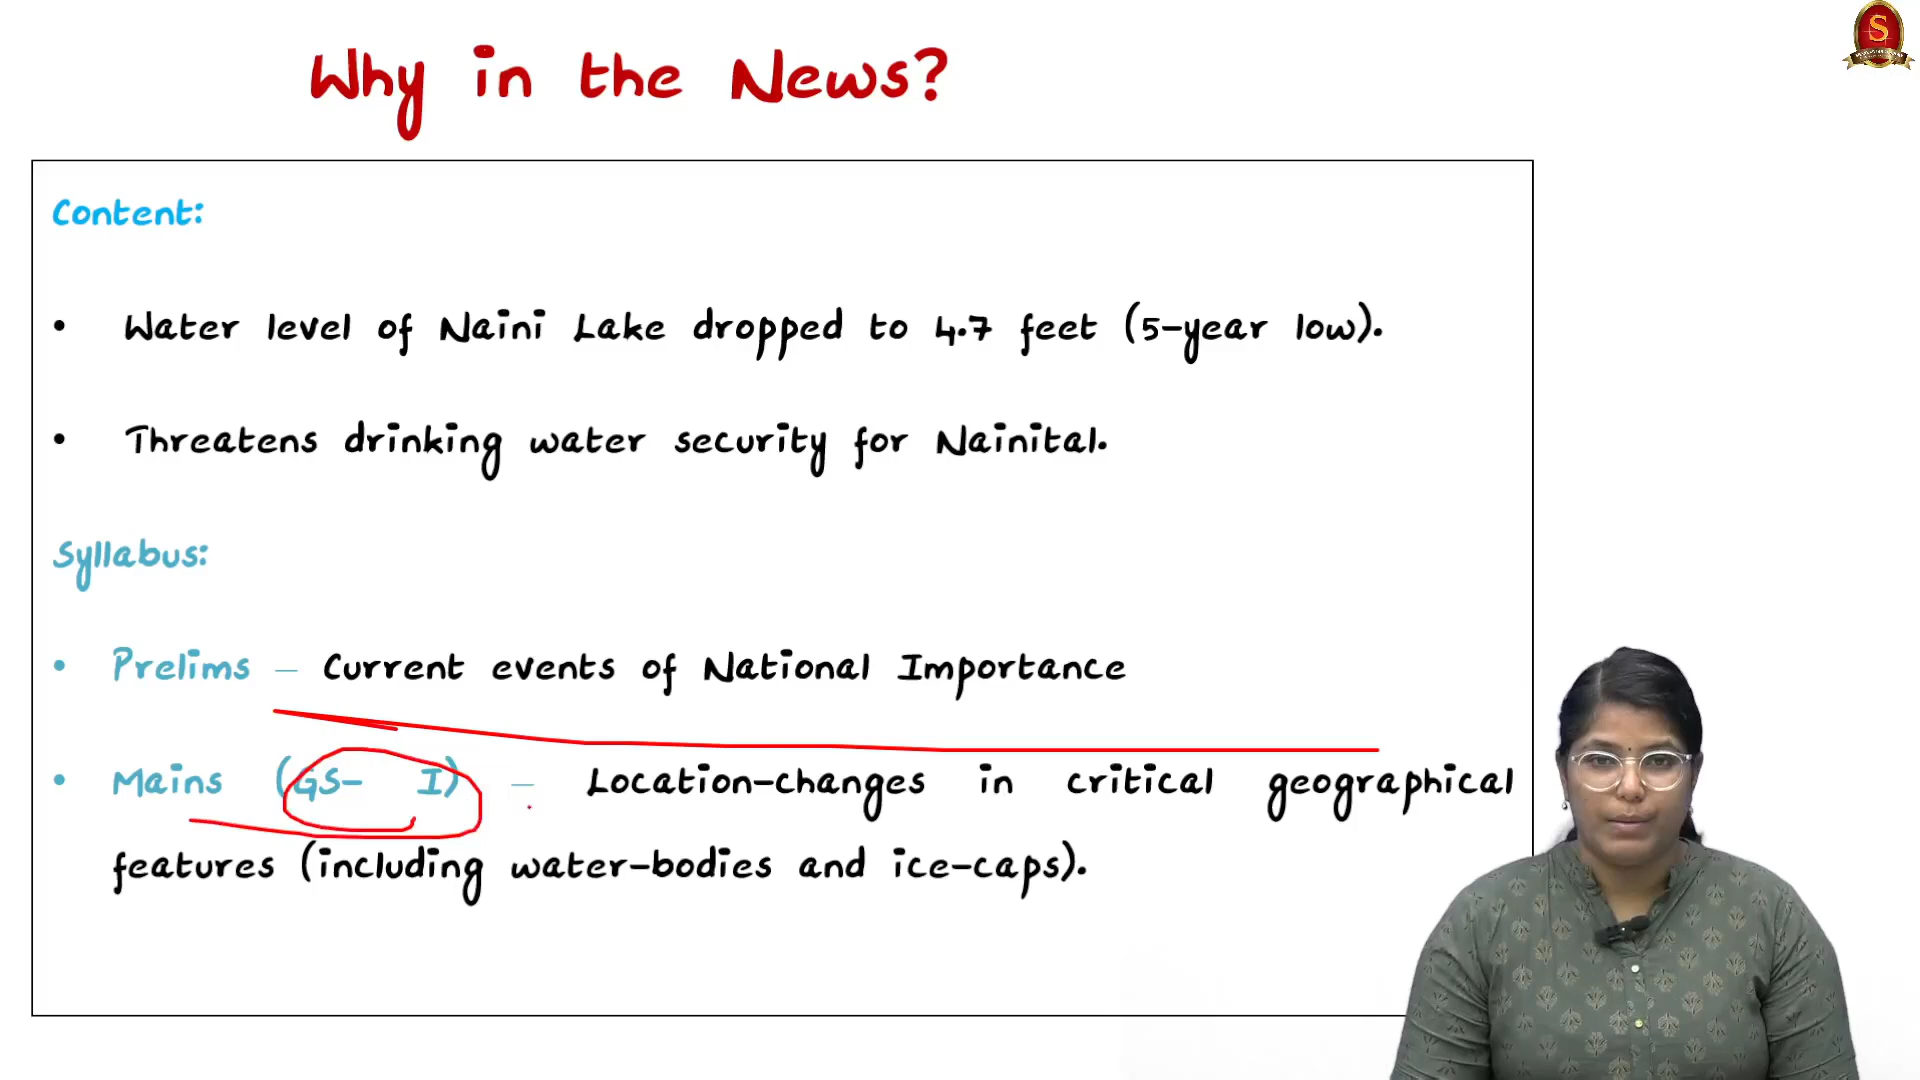 Why in the News?
Content:
• Water level of Naini Lake dropped to 4.7 feet (5-year low).
• Threatens drinking water security for Nainital.
Syllabus:
• Prelims – Current events of National Importance
• Mains (GS- I) – Location-changes in critical geographical
features (including water-bodies and ice-caps).
S